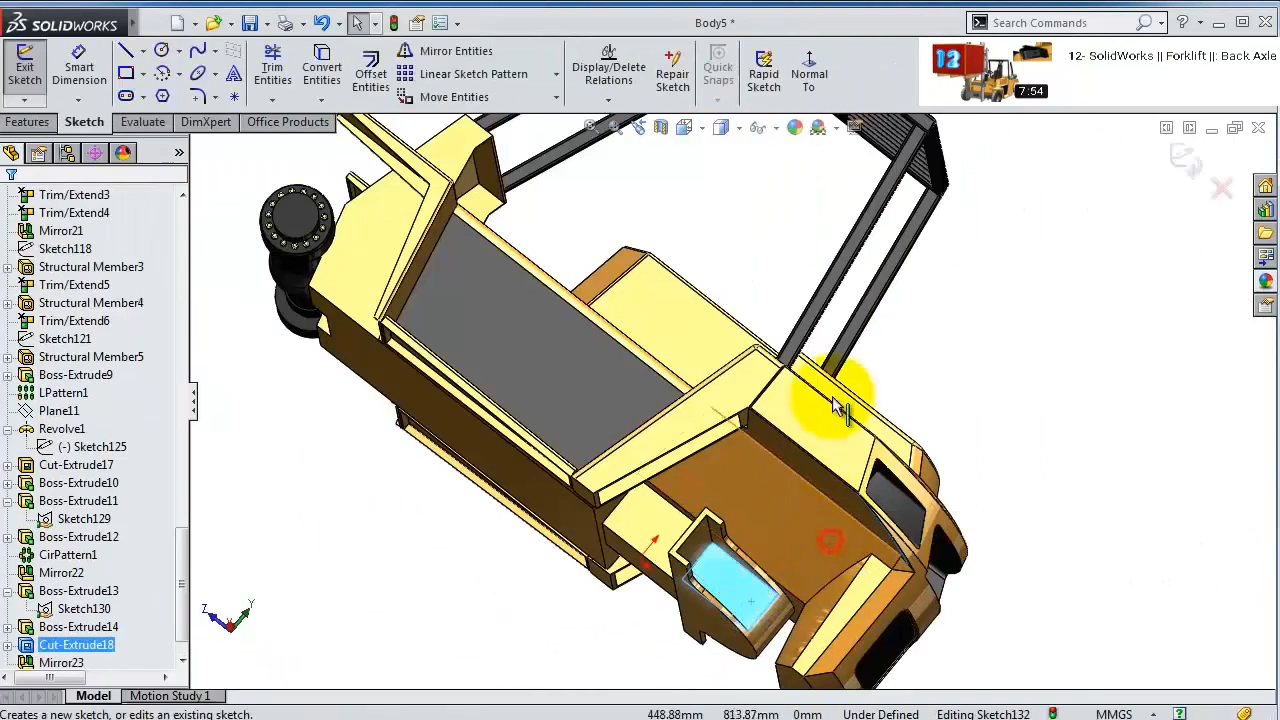 SOLIDWORKS
Body5 *
Search Commands
Exit Sketch
Smart Dimension
Trim Entities
Convert Entities
Offset Entities
Mirror Entities
Linear Sketch Pattern
Move Entities
Display/Delete Relations
Repair Sketch
Quick Snaps
Rapid Sketch
Normal To
12
7:54
12- SolidWorks || Forklift ||: Back Axle
Features
Sketch
Evaluate
DimXpert
Office Products
Trim/Extend3
Trim/Extend4
Mirror21
Sketch118
Structural Member3
Trim/Extend5
Structural Member4
Trim/Extend6
Sketch121
Structural Member5
Boss-Extrude9
LPattern1
Plane11
Revolve1
(-) Sketch125
Cut-Extrude17
Boss-Extrude10
Boss-Extrude11
Sketch129
Boss-Extrude12
CirPattern1
Mirror22
Boss-Extrude13
Sketch130
Boss-Extrude14
Cut-Extrude18
Mirror23
Z
Y
Model
Motion Study 1
Creates a new sketch, or edits an existing sketch.
448.88mm
813.87mm
0mm
Under Defined
Editing Sketch132
MMGS